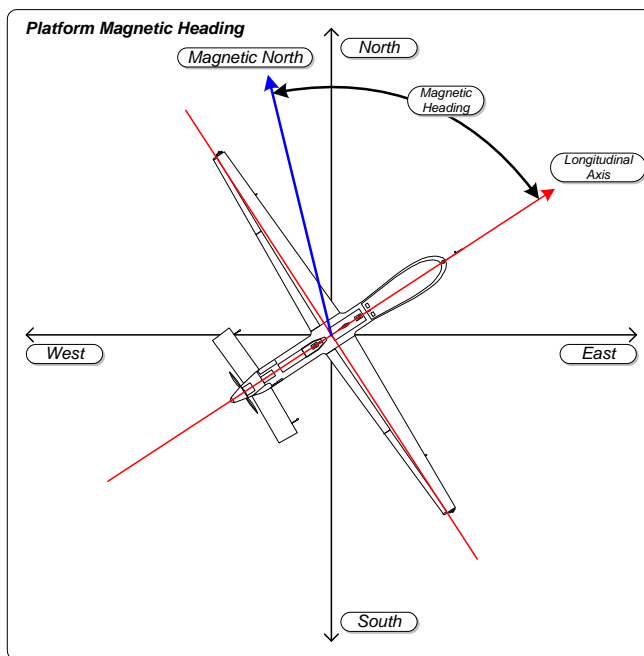 Platform Magnetic Heading
North
Magnetic North
Magnetic
Heading
Longitudinal
Axis
West
East
South